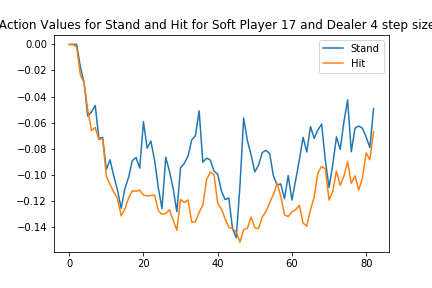 Action Values for Stand and Hit for Soft Player 17 and Dealer 4 step size
Stand
Hit
0.00
−0.02
−0.04
−0.06
−0.08
−0.10
−0.12
−0.14
0 20 40 60 80